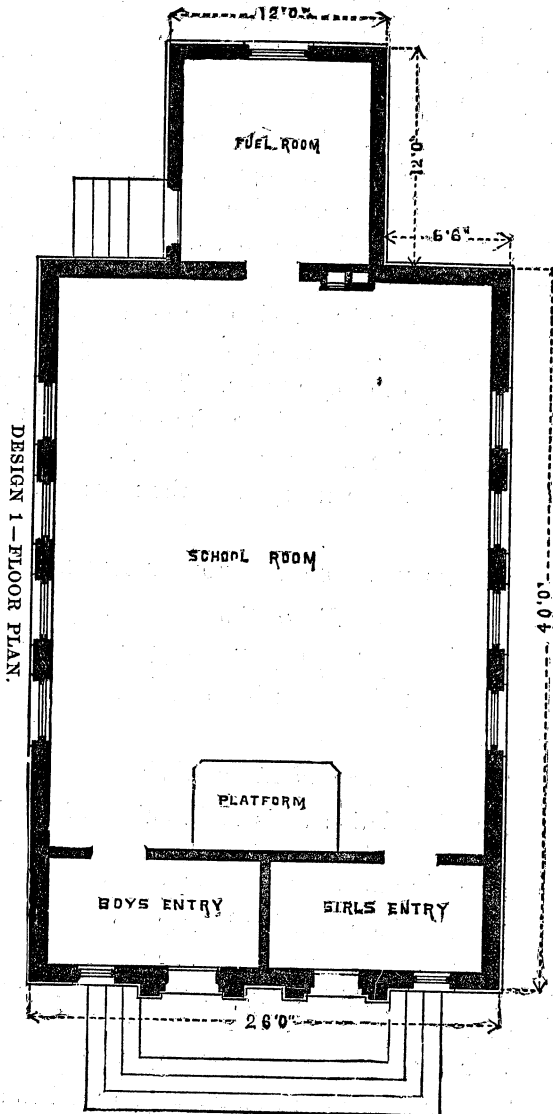 12'0"
FUEL ROOM
12'0"
6'6"
SCHOOL ROOM
DESIGN 1—FLOOR PLAN.
40'0"
PLATFORM
BOYS ENTRY
GIRLS ENTRY
26'0"